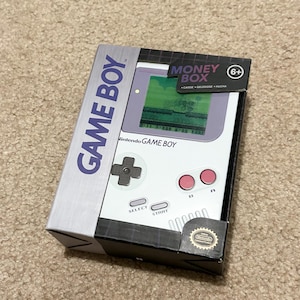 GAME BOY
MONEY
BOX
6+
Nintendo GAME BOY
B
A
SELECT
START